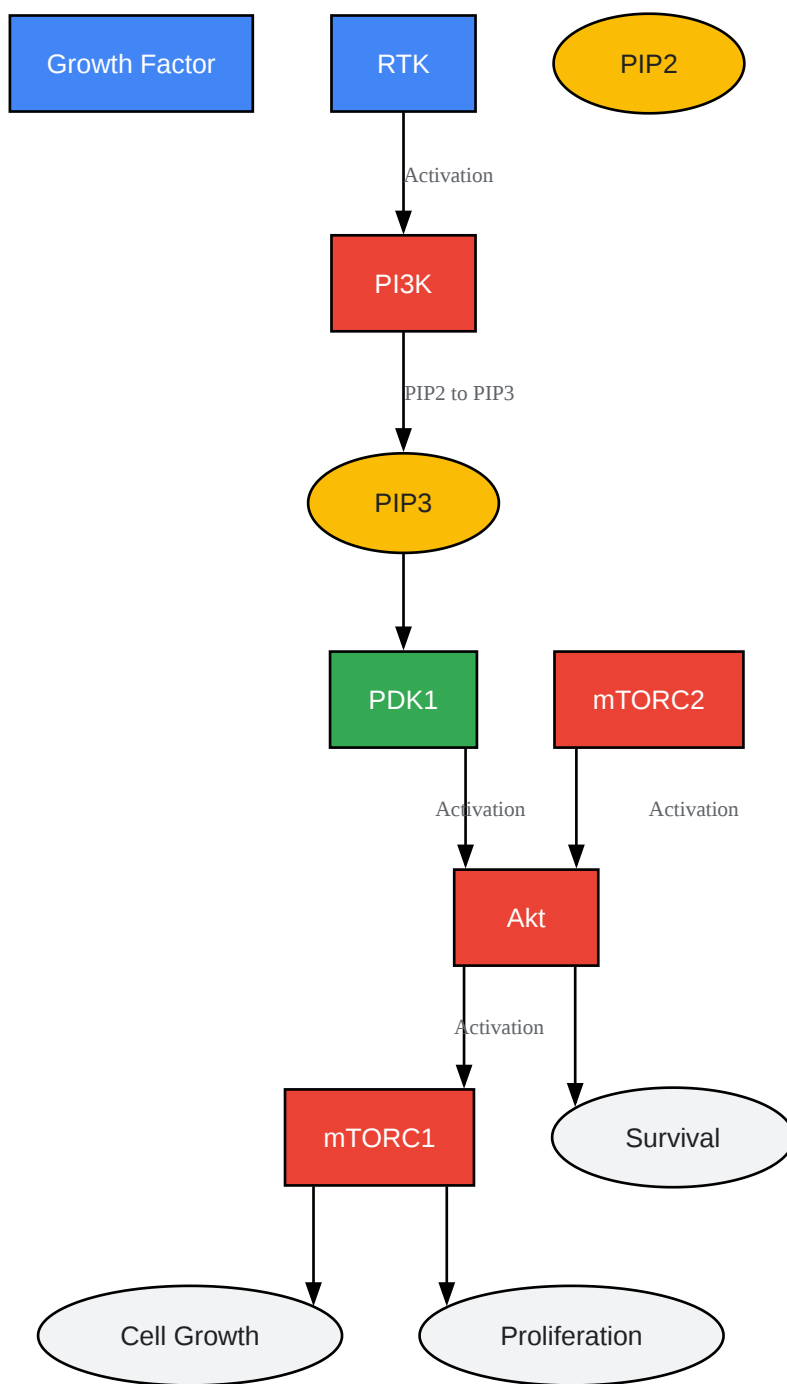 Growth Factor
RTK
PIP2
Activation
PI3K
PIP2 to PIP3
PIP3
PDK1
mTORC2
Activation
Activation
Akt
Activation
mTORC1
Survival
Cell Growth
Proliferation